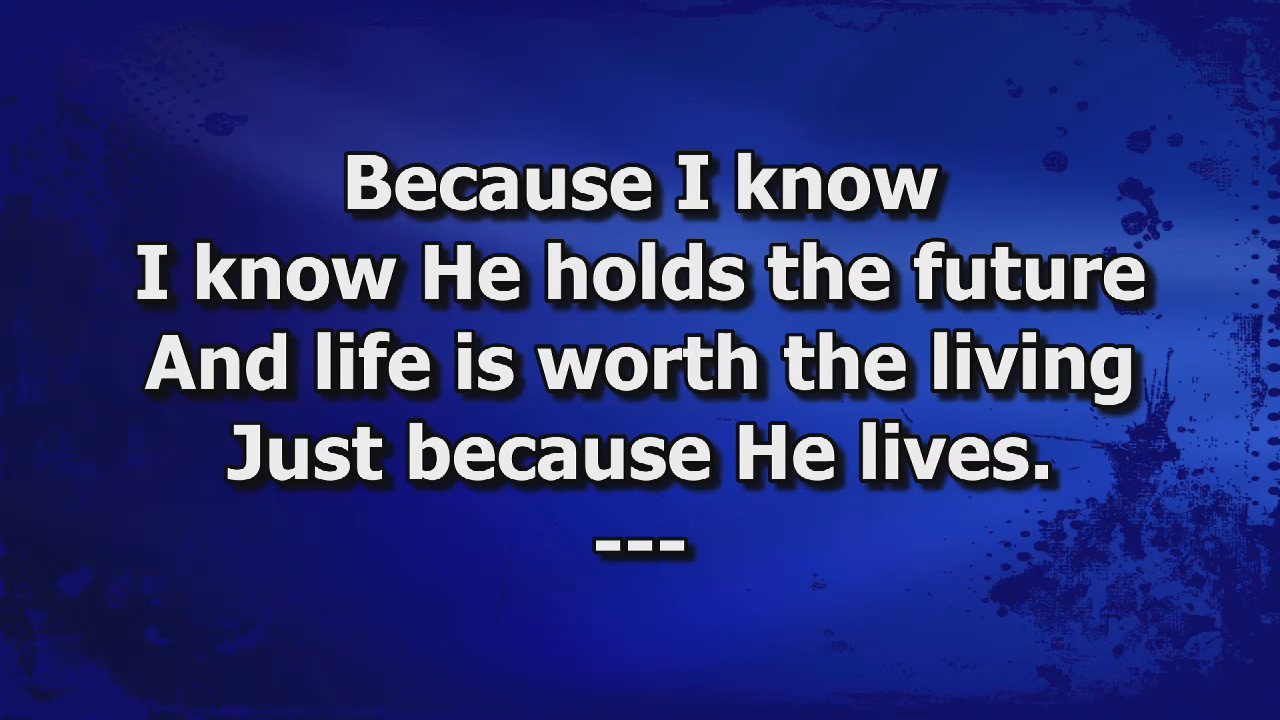 Because I know
I know He holds the future
And life is worth the living
Just because He lives.
---